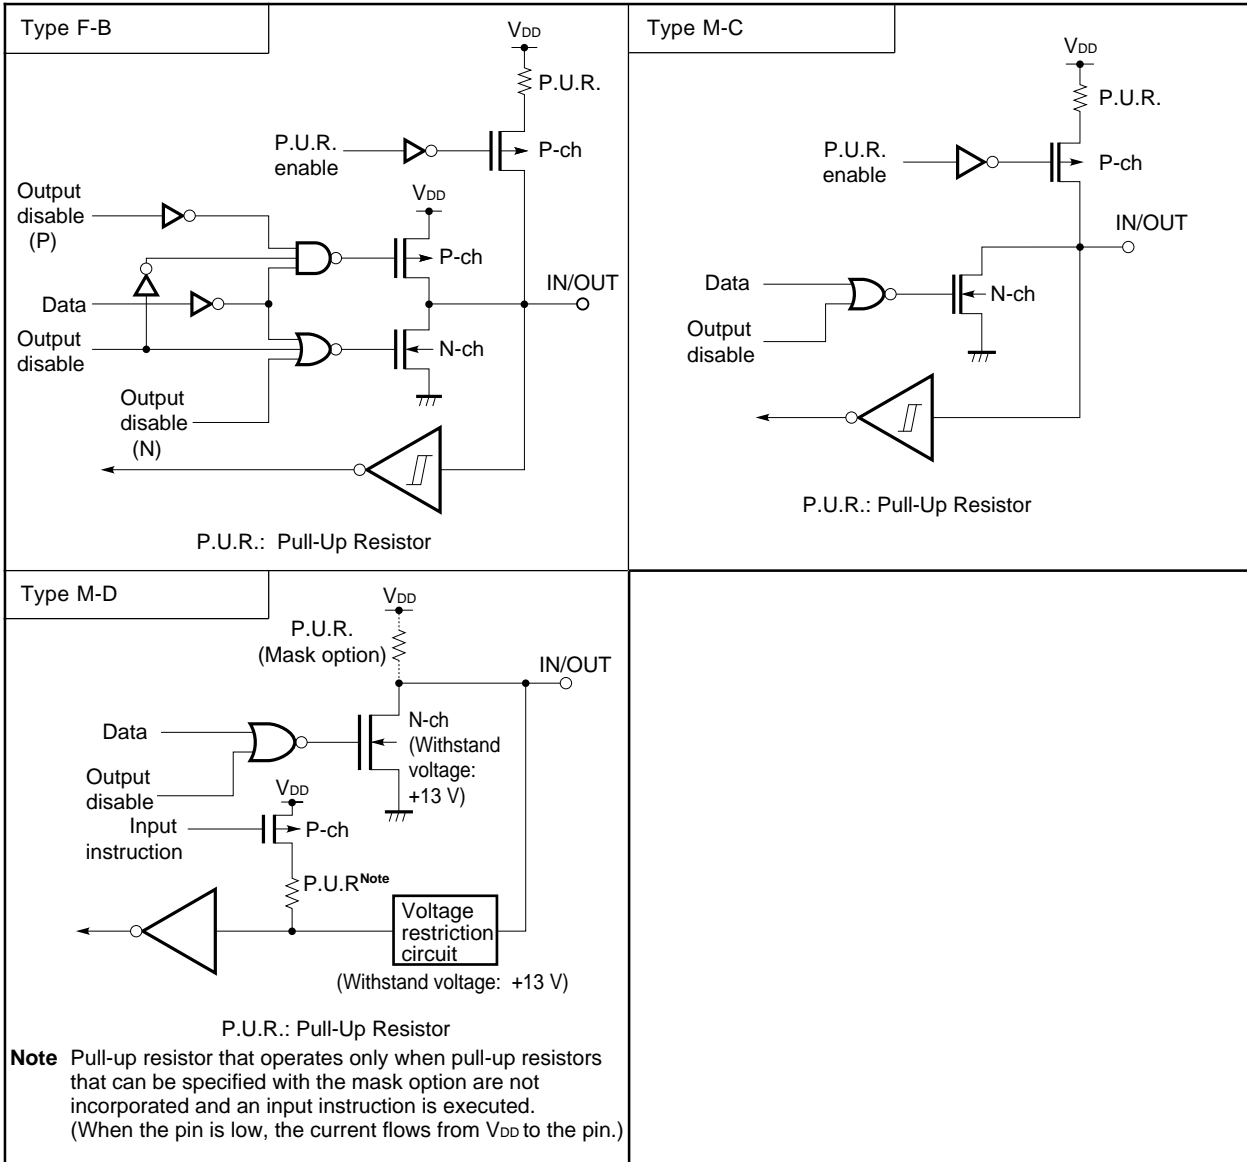 Type F-B
VDD
P.U.R.
P.U.R.
enable
P-ch
Output
disable
(P)
VDD
P-ch
IN/OUT
Data
Output
disable
N-ch
Output
disable
(N)
P.U.R.: Pull-Up Resistor
Type M-C
VDD
P.U.R.
P.U.R.
enable
P-ch
IN/OUT
Data
N-ch
Output
disable
P.U.R.: Pull-Up Resistor
Type M-D
VDD
P.U.R.
(Mask option)
IN/OUT
Data
N-ch
(Withstand
voltage:
+13 V)
Output
disable
VDD
Input
instruction
P-ch
P.U.RNote
Voltage
restriction
circuit
(Withstand voltage: +13 V)
P.U.R.: Pull-Up Resistor
Note Pull-up resistor that operates only when pull-up resistors
that can be specified with the mask option are not
incorporated and an input instruction is executed.
(When the pin is low, the current flows from VDD to the pin.)